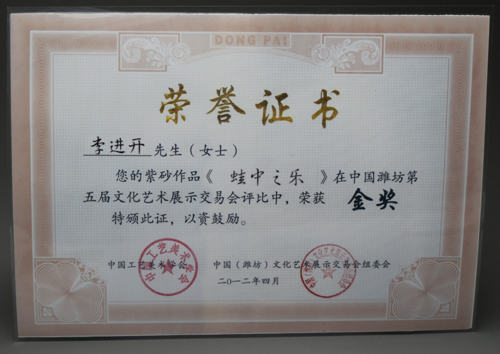 DONG PAI
荣誉证书
李进开 先生（女士）
您的紫砂作品《 蛙中之乐 》在中国潍坊第
五届文化艺术展示交易会评比中，荣获 金奖
特颁此证，以资鼓励。
中国工艺美术学会 中国（潍坊）文化艺术展示交易会组委会
二〇一二年四月